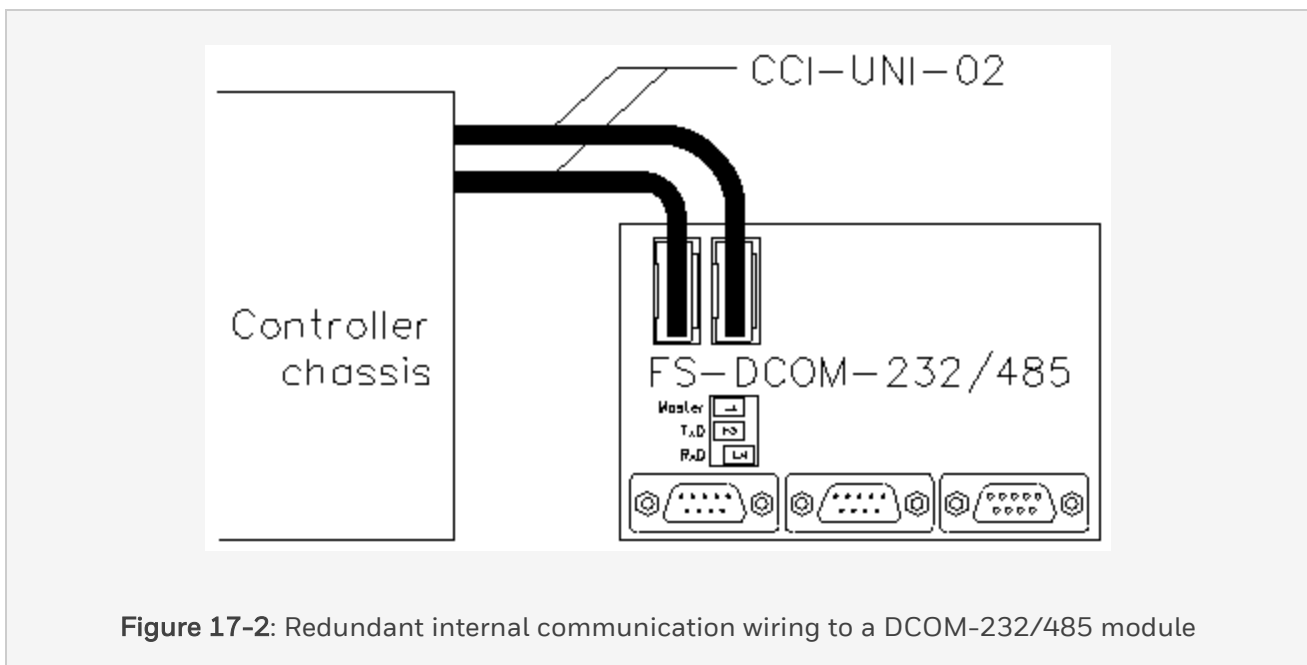 CCI-UNI-02
Controller
chassis
FS-DCOM-232/485
Master
TxD
RxD
Figure 17-2: Redundant internal communication wiring to a DCOM-232/485 module